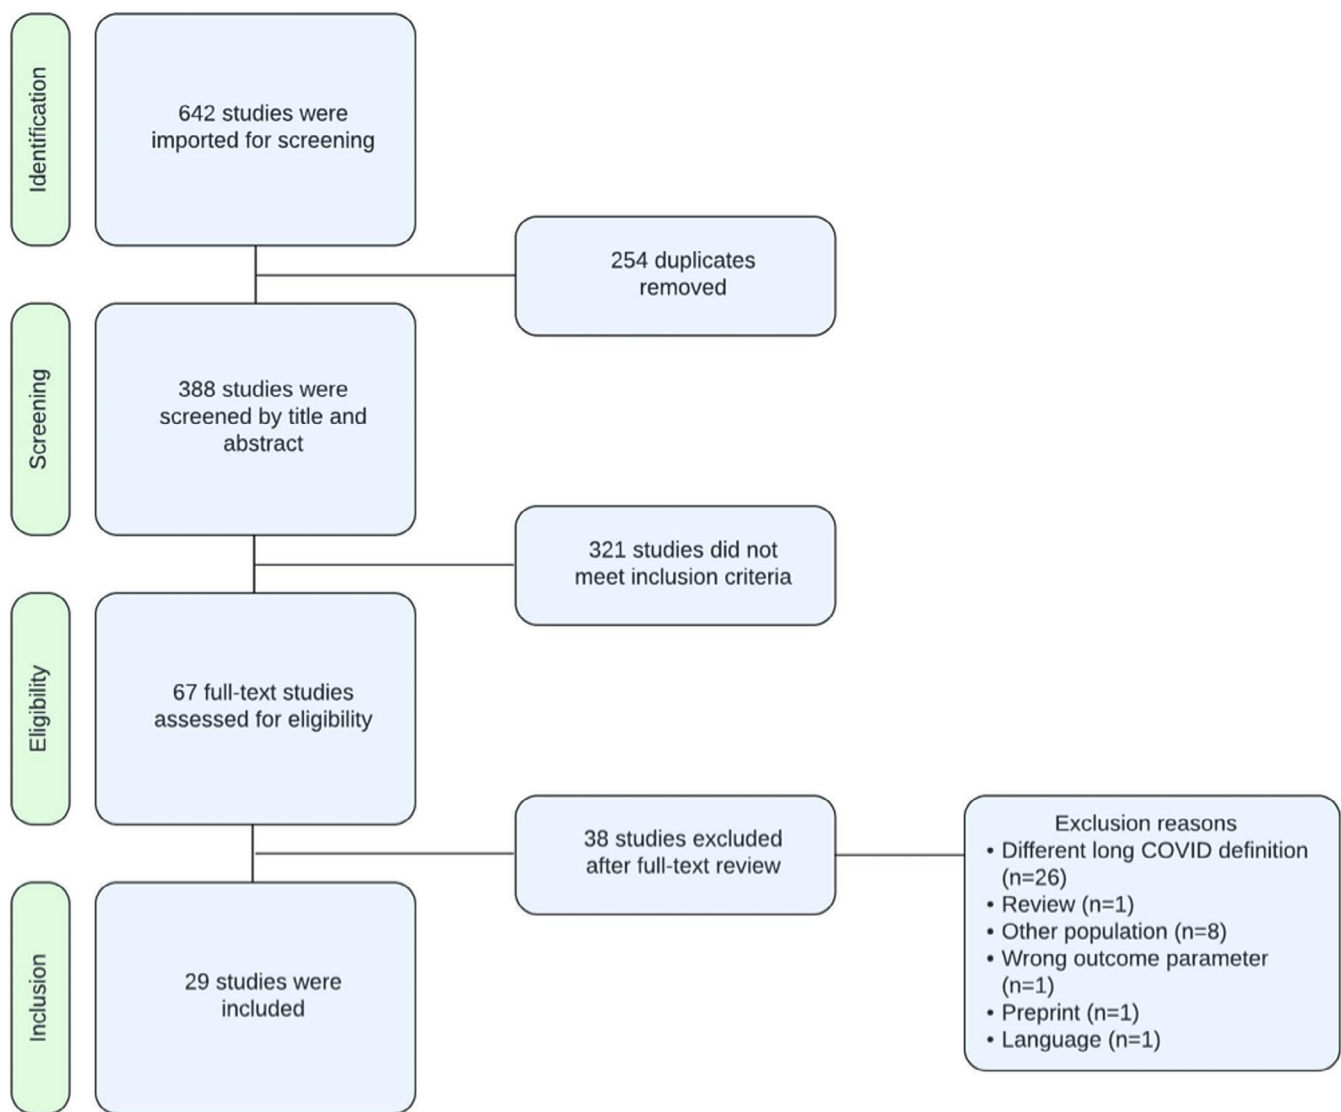 Identification
642 studies were
imported for screening
254 duplicates
removed
Screening
388 studies were
screened by title and
abstract
321 studies did not
meet inclusion criteria
Eligibility
67 full-text studies
assessed for eligibility
38 studies excluded
after full-text review
Exclusion reasons
• Different long COVID definition
(n=26)
• Review (n=1)
• Other population (n=8)
• Wrong outcome parameter
(n=1)
• Preprint (n=1)
• Language (n=1)
Inclusion
29 studies were
included